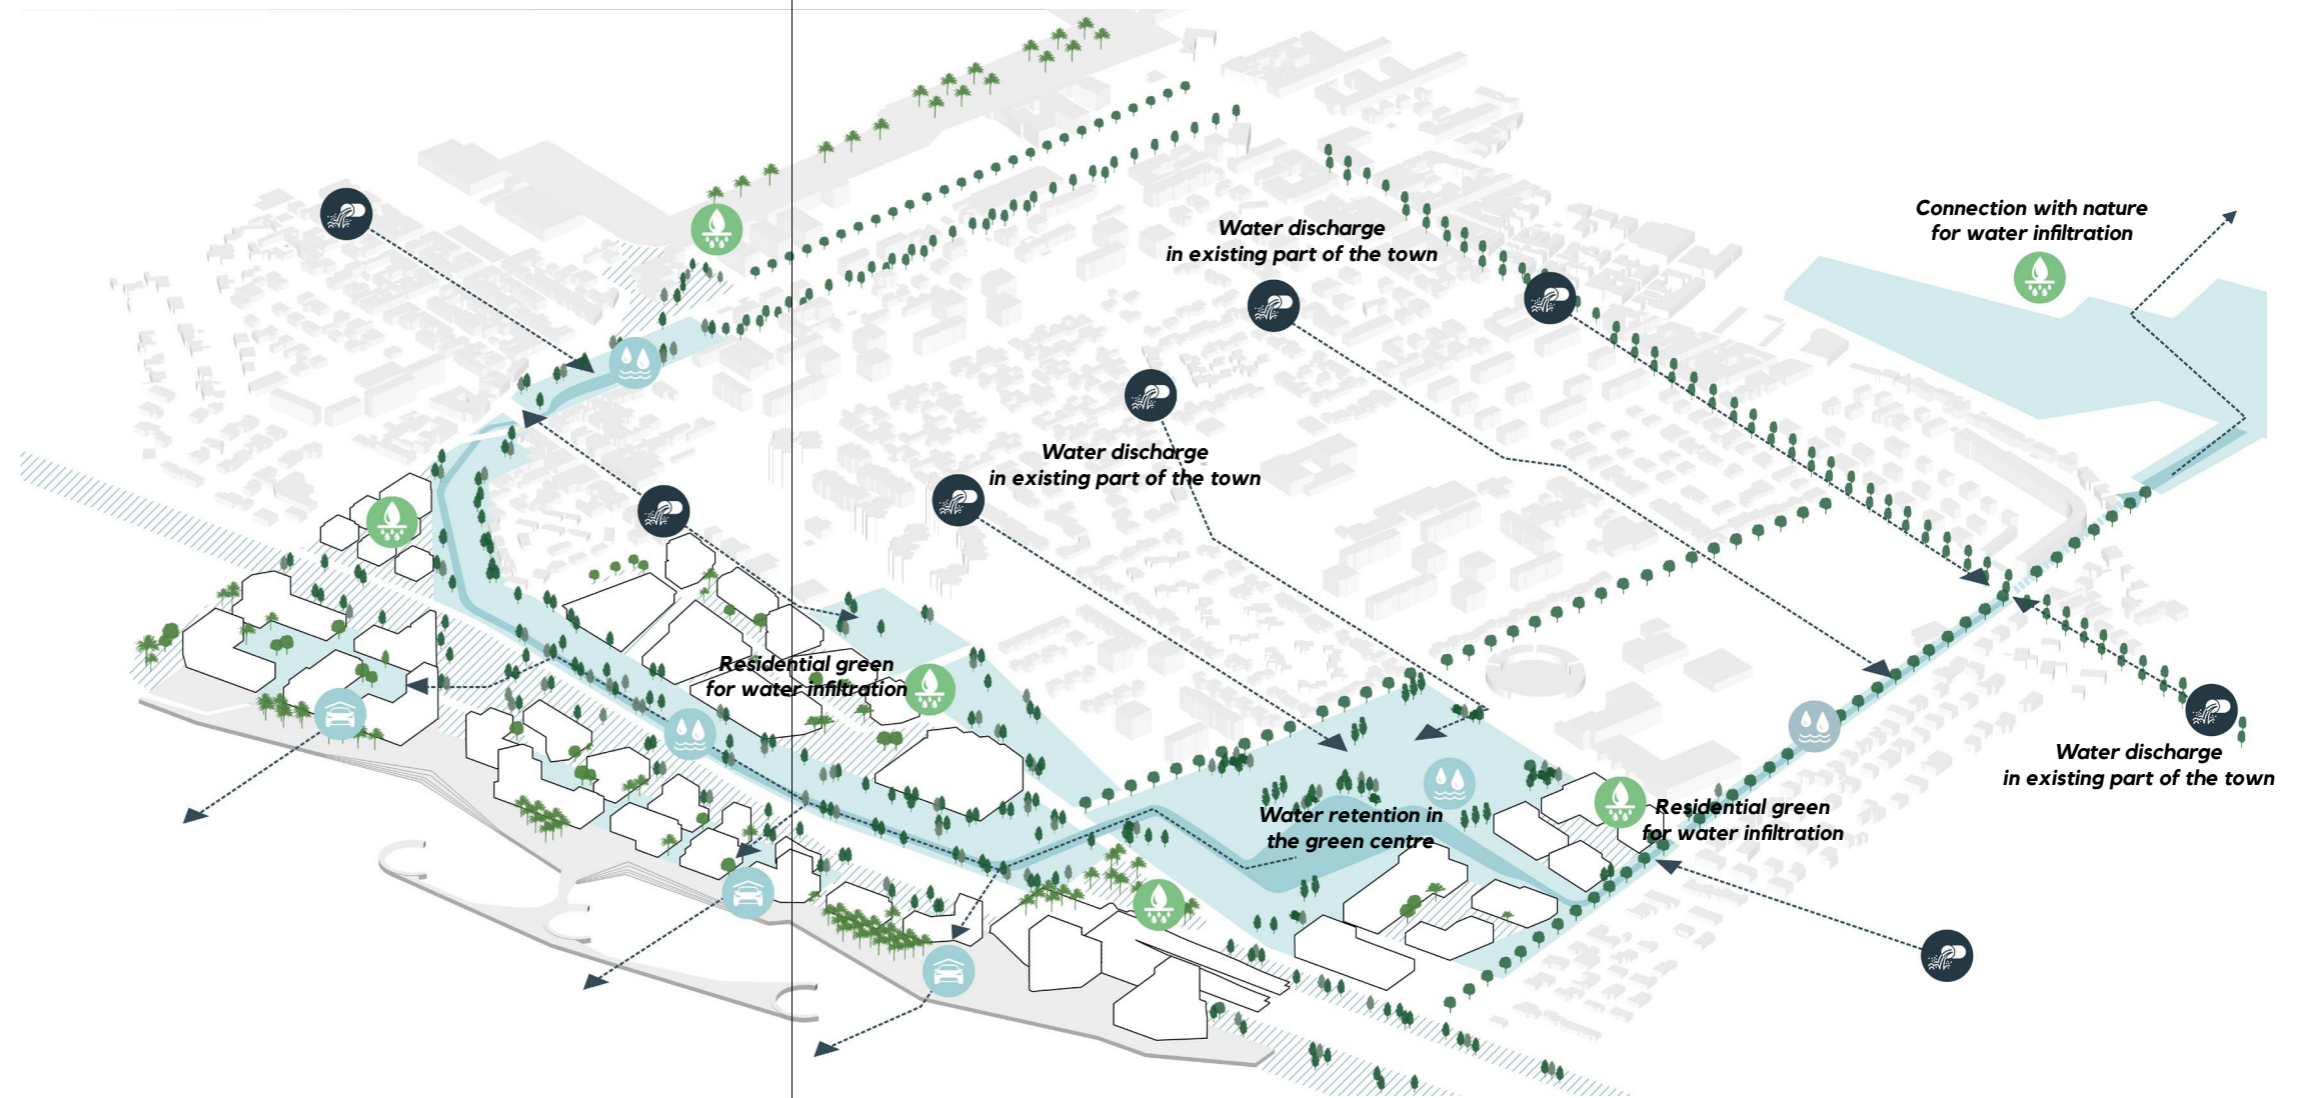 Connection with nature
for water infiltration
Water discharge
in existing part of the town
Water discharge
in existing part of the town
Residential green
for water infiltration
Water discharge
in existing part of the town
Water retention in
the green centre
Residential green
for water infiltration